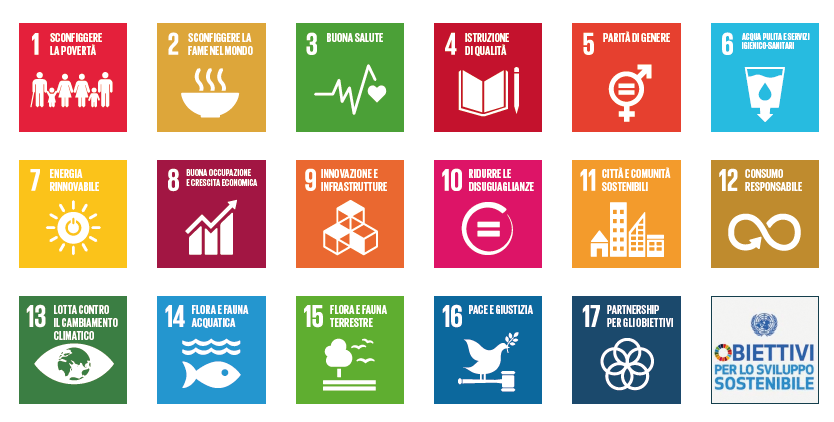 1 SCONFIGGERE
LA POVERTÀ
2 SCONFIGGERE LA
FAME NEL MONDO
3 BUONA SALUTE
4 ISTRUZIONE
DI QUALITÀ
5 PARITÀ DI GENERE
6 ACQUA PULITA E SERVIZI
IGIENICO-SANITARI
7 ENERGIA
RINNOVABILE
8 BUONA OCCUPAZIONE
E CRESCITA ECONOMICA
9 INNOVAZIONE E
INFRASTRUTTURE
10 RIDURRE LE
DISUGUAGLIANZE
11 CITTÀ E COMUNITÀ
SOSTENIBILI
12 CONSUMO
RESPONSABILE
13 LOTTA CONTRO
IL CAMBIAMENTO
CLIMATICO
14 FLORA E FAUNA
ACQUATICA
15 FLORA E FAUNA
TERRESTRE
16 PACE E GIUSTIZIA
17 PARTNERSHIP
PER GLI OBIETTIVI
OBIETTIVI
PER LO SVILUPPO
SOSTENIBILE